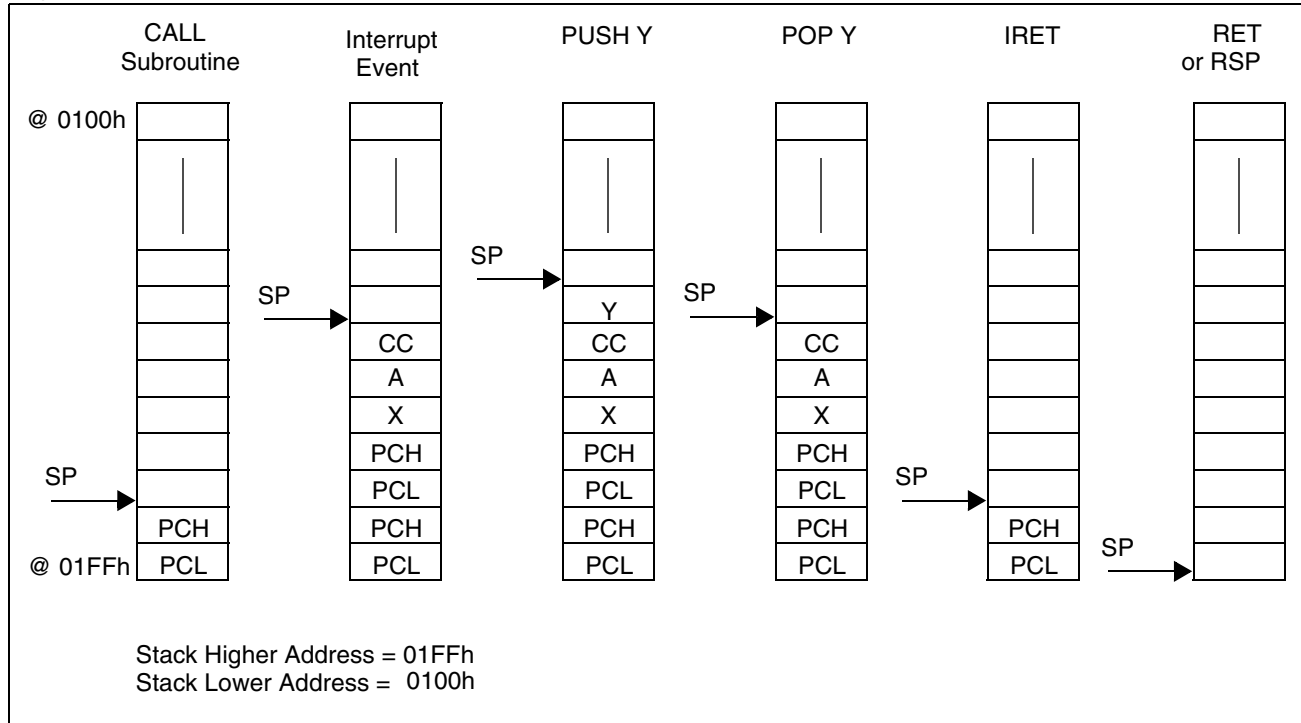 CALL
Subroutine
Interrupt
Event
PUSH Y
POP Y
IRET
RET
or RSP
@ 0100h
SP
SP
SP
Y
CC
CC
CC
A
A
A
X
X
X
PCH
PCH
PCH
SP
PCL
PCL
PCL
SP
PCH
PCH
PCH
PCH
PCH
SP
@ 01FFh
PCL
PCL
PCL
PCL
PCL
Stack Higher Address = 01FFh
Stack Lower Address = 0100h